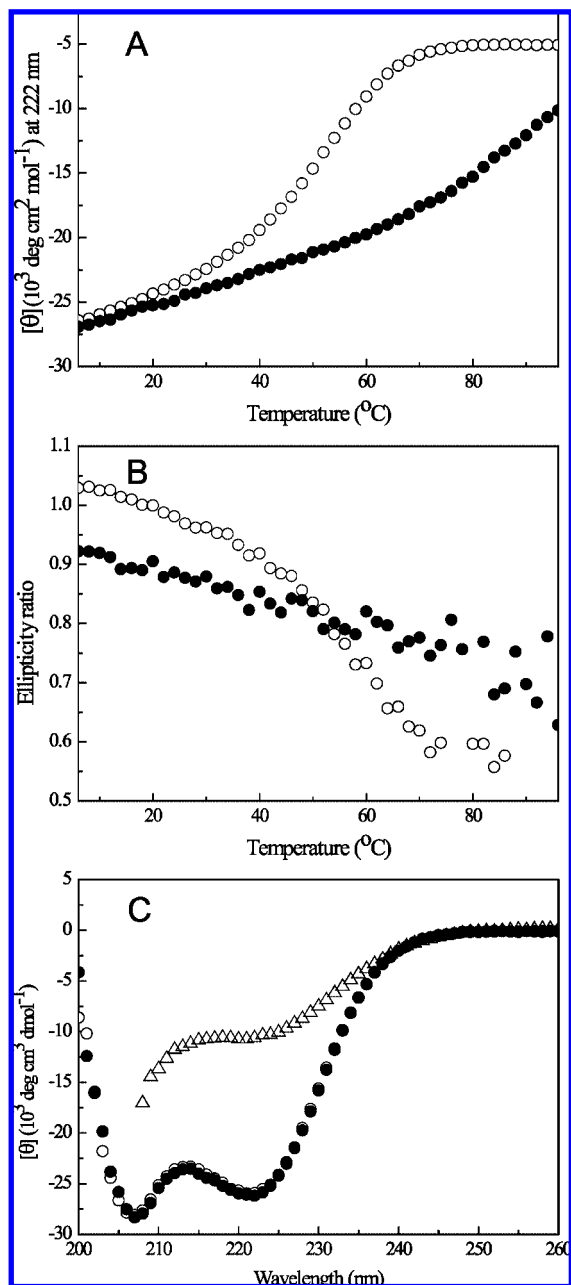 A
[θ] (10³ deg cm² mol⁻¹) at 222 nm
-5
-10
-15
-20
-25
-30
20 40 60 80
Temperature (°C)
B
Ellipticity ratio
1.1
1.0
0.9
0.8
0.7
0.6
0.5
20 40 60 80
Temperature (°C)
C
[θ] (10³ deg cm³ dmol⁻¹)
5
0
-5
-10
-15
-20
-25
-30
200 210 220 230 240 250 260
Wavelength (nm)